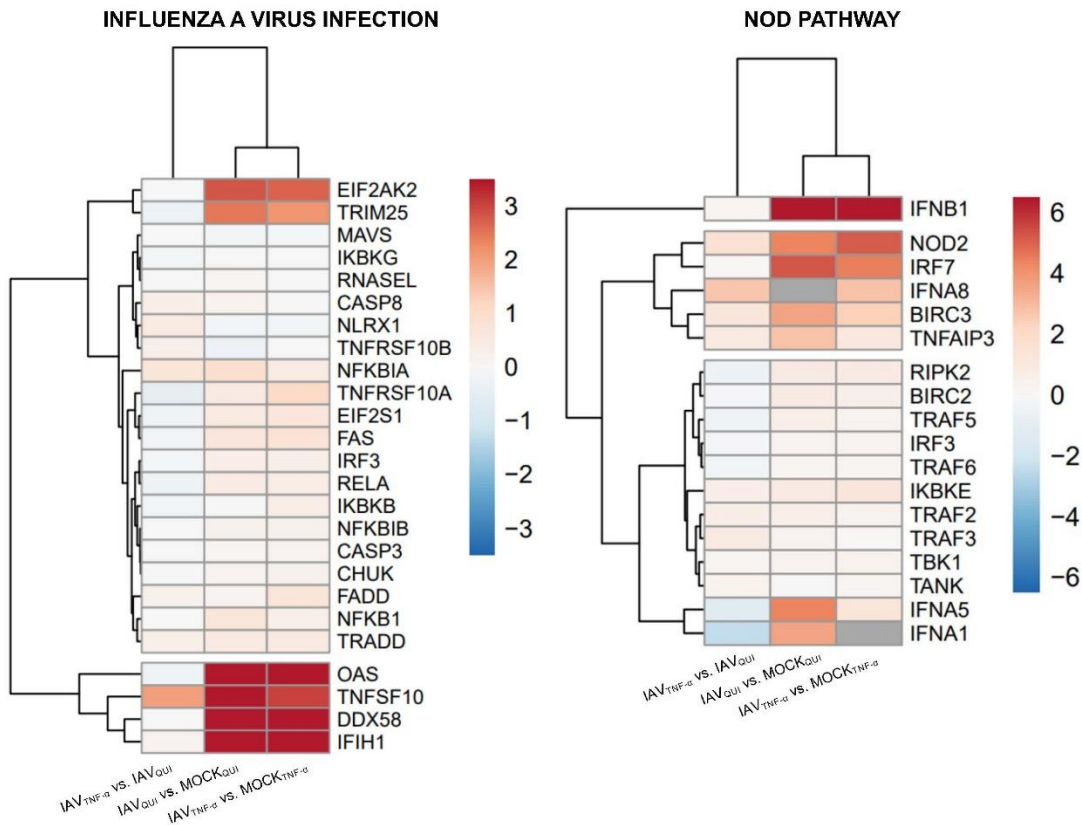 INFLUENZA A VIRUS INFECTION
EIF2AK2
TRIM25
MAVS
IKBKG
RNASEL
CASP8
NLRX1
TNFRSF10B
NFKBIA
TNFRSF10A
EIF2S1
FAS
IRF3
RELA
IKBKB
NFKBIB
CASP3
CHUK
FADD
NFKB1
TRADD
OAS
TNFSF10
DDX58
IFIH1
3
2
1
0
−1
−2
−3
IAVTNF-α vs. IAVQUI
IAVQUI vs. MOCKQUI
IAVTNF-α vs. MOCKTNF-α
NOD PATHWAY
IFNB1
NOD2
IRF7
IFNA8
BIRC3
TNFAIP3
RIPK2
BIRC2
TRAF5
IRF3
TRAF6
IKBKE
TRAF2
TRAF3
TBK1
TANK
IFNA5
IFNA1
6
4
2
0
−2
−4
−6
IAVTNF-α vs. IAVQUI
IAVQUI vs. MOCKQUI
IAVTNF-α vs. MOCKTNF-α